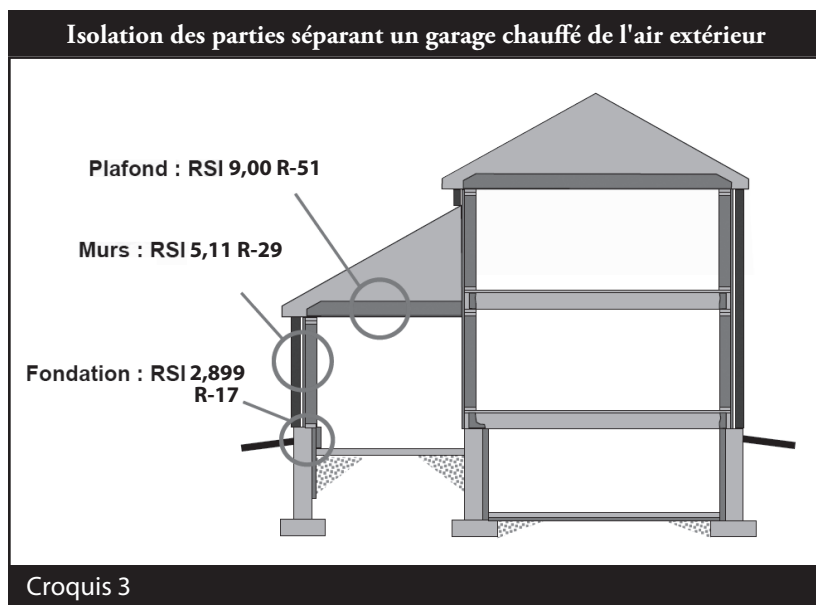 Isolation des parties séparant un garage chauffé de l'air extérieur
Plafond : RSI 9,00 R-51
Murs : RSI 5,11 R-29
Fondation : RSI 2,899
R-17
Croquis 3